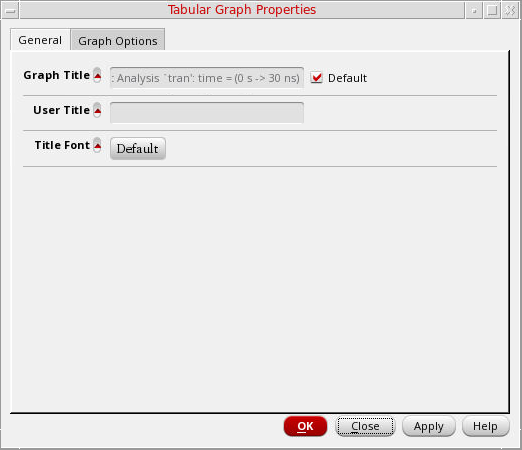 Tabular Graph Properties
General Graph Options
Graph Title : Analysis `tran': time = (0 s -> 30 ns) Default
User Title
Title Font Default
OK Close Apply Help